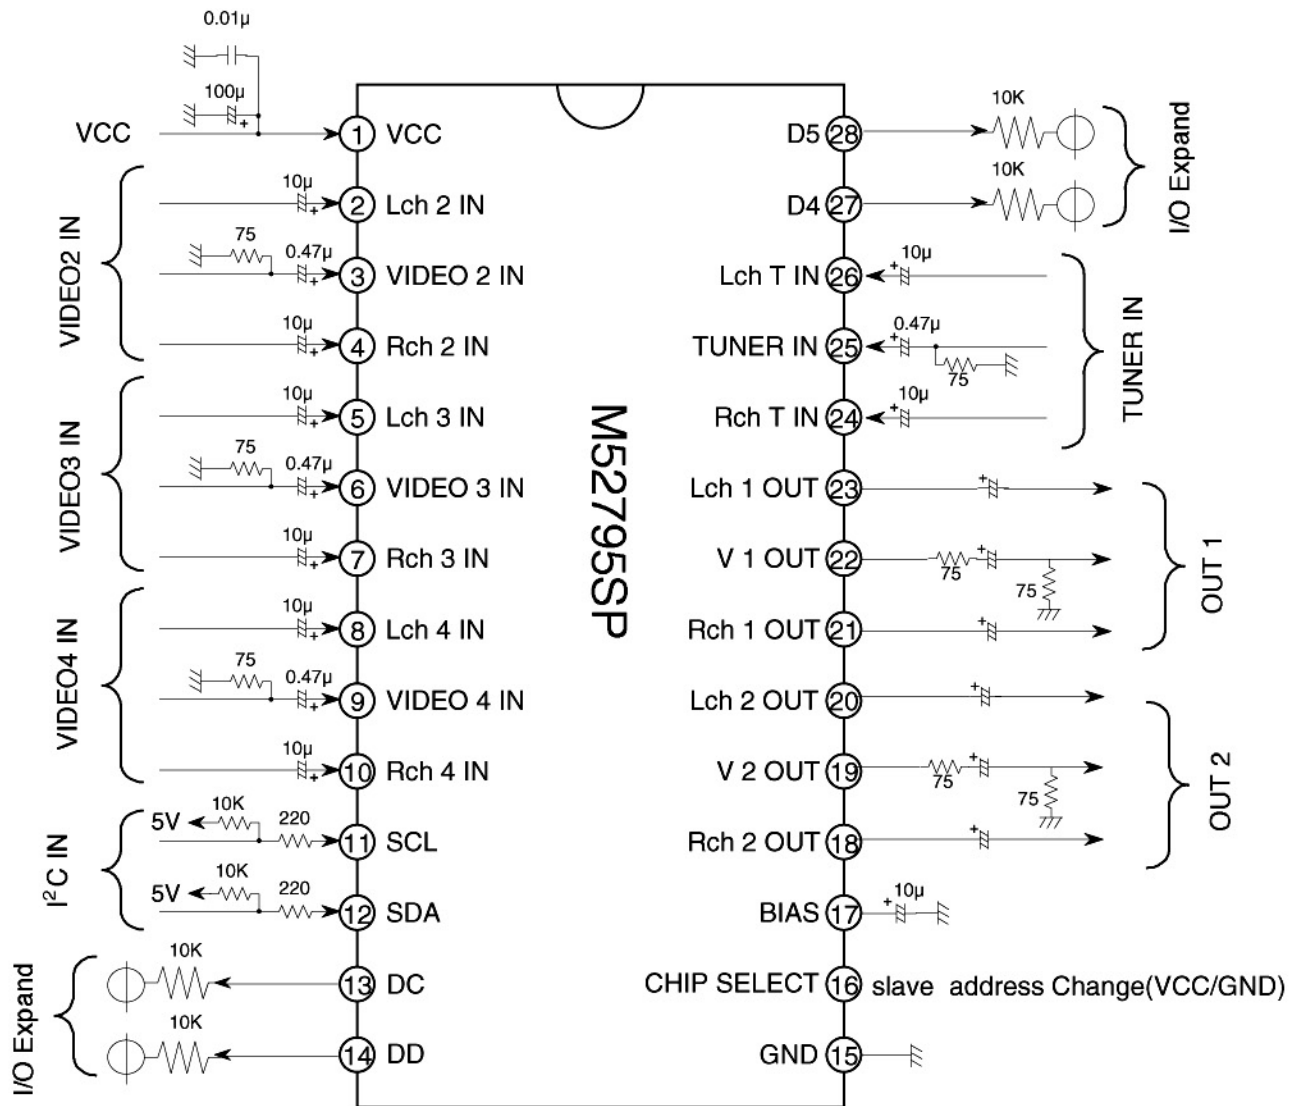 0.01µ
100µ
VCC
1 VCC
VIDEO2 IN
10µ
2 Lch 2 IN
75
0.47µ
3 VIDEO 2 IN
10µ
4 Rch 2 IN
VIDEO3 IN
10µ
5 Lch 3 IN
75
0.47µ
6 VIDEO 3 IN
10µ
7 Rch 3 IN
VIDEO4 IN
10µ
8 Lch 4 IN
75
0.47µ
9 VIDEO 4 IN
10µ
10 Rch 4 IN
I²C IN
5V
10K
220
11 SCL
5V
10K
220
12 SDA
I/O Expand
10K
13 DC
10K
14 DD
M52795SP
D5 28
10K
D4 27
10K
I/O Expand
Lch T IN 26
10µ
TUNER IN 25
0.47µ
75
Rch T IN 24
10µ
TUNER IN
Lch 1 OUT 23
V 1 OUT 22
75
75
Rch 1 OUT 21
OUT 1
Lch 2 OUT 20
V 2 OUT 19
75
75
Rch 2 OUT 18
OUT 2
BIAS 17
10µ
CHIP SELECT 16 slave address Change(VCC/GND)
GND 15